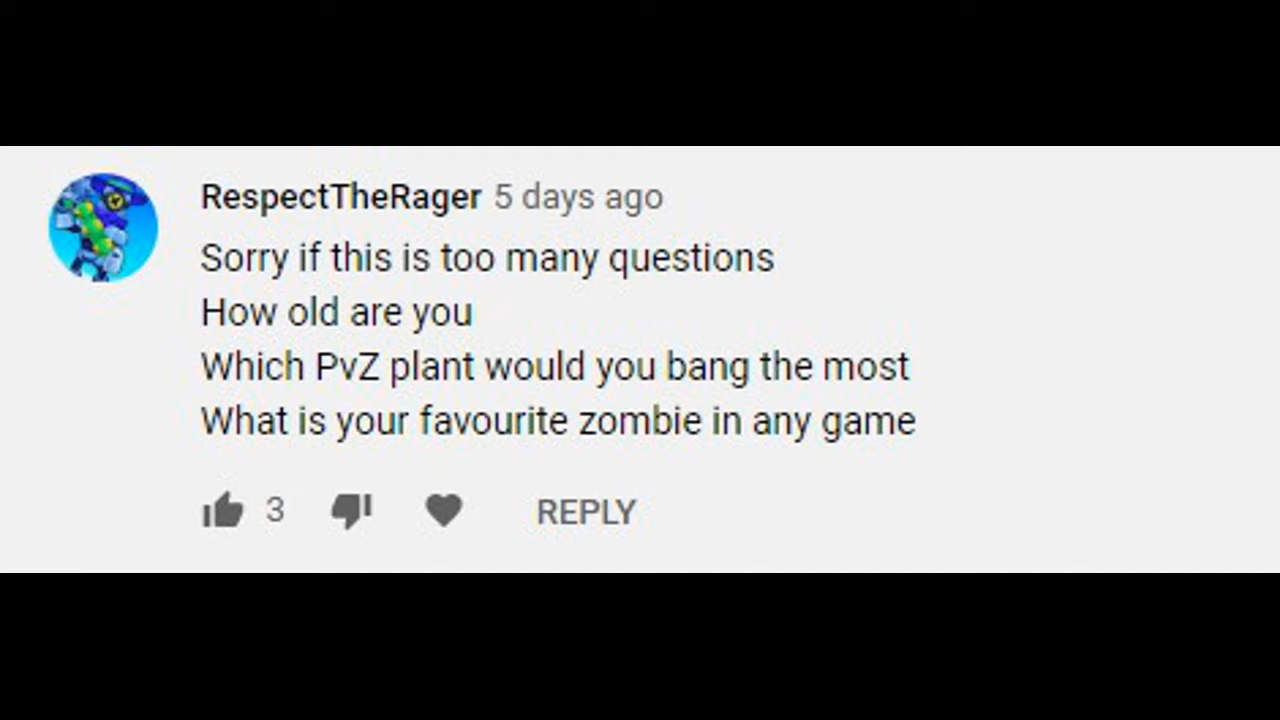 RespectTheRager 5 days ago
Sorry if this is too many questions
How old are you
Which PvZ plant would you bang the most
What is your favourite zombie in any game
3 REPLY